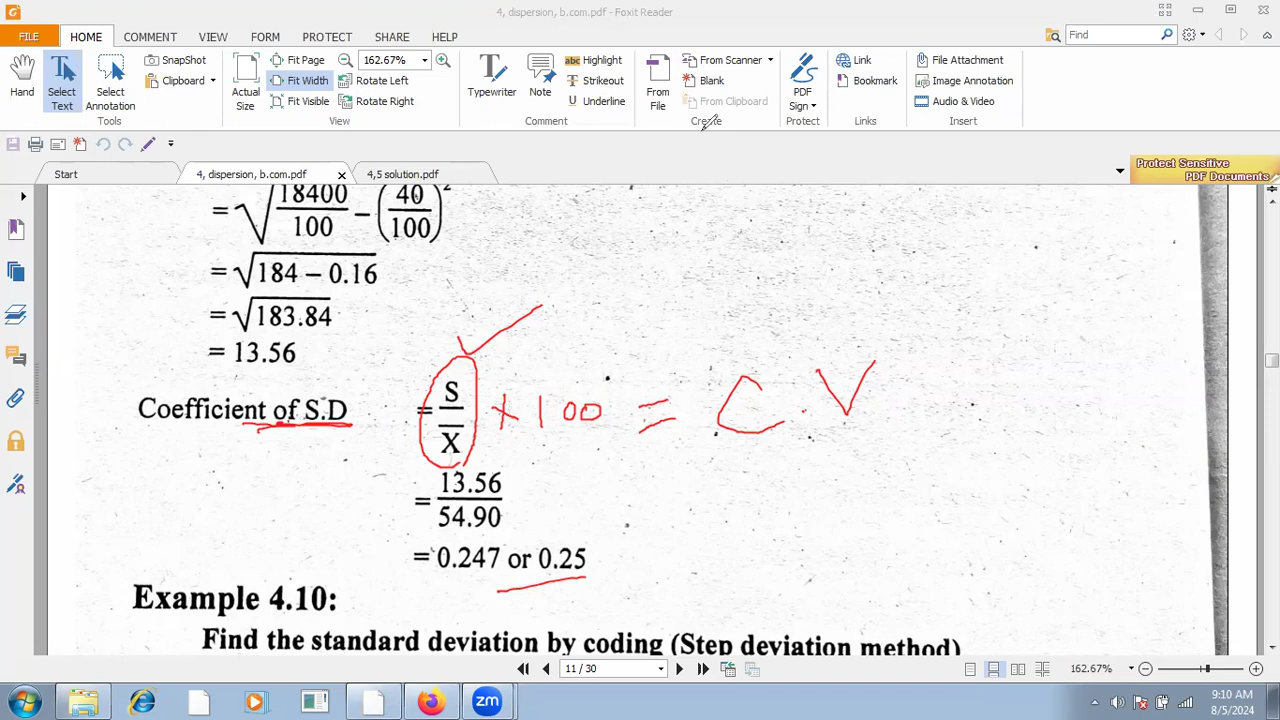 4, dispersion, b.com.pdf - Foxit Reader
FILE HOME COMMENT VIEW FORM PROTECT SHARE HELP Find
Hand Select Text Select Annotation SnapShot Clipboard Actual Size Fit Page Fit Width Fit Visible 162.67% Rotate Left Rotate Right Typewriter Note Highlight Strikeout Underline From File From Scanner Blank From Clipboard PDF Sign Link Bookmark File Attachment Image Annotation Audio & Video
Tools View Comment Create Protect Links Insert
Start 4, dispersion, b.com.pdf 4,5 solution.pdf Protect Sensitive
PDF Documents
= √18400/100 − (40/100)²
= √184 – 0.16
= √183.84
= 13.56
Coefficient of S.D = S/X̄ + 100 = C.V
= 13.56/54.90
= 0.247 or 0.25
Example 4.10:
Find the standard deviation by coding (Step deviation method)
11 / 30 162.67%
zm 9:10 AM
8/5/2024